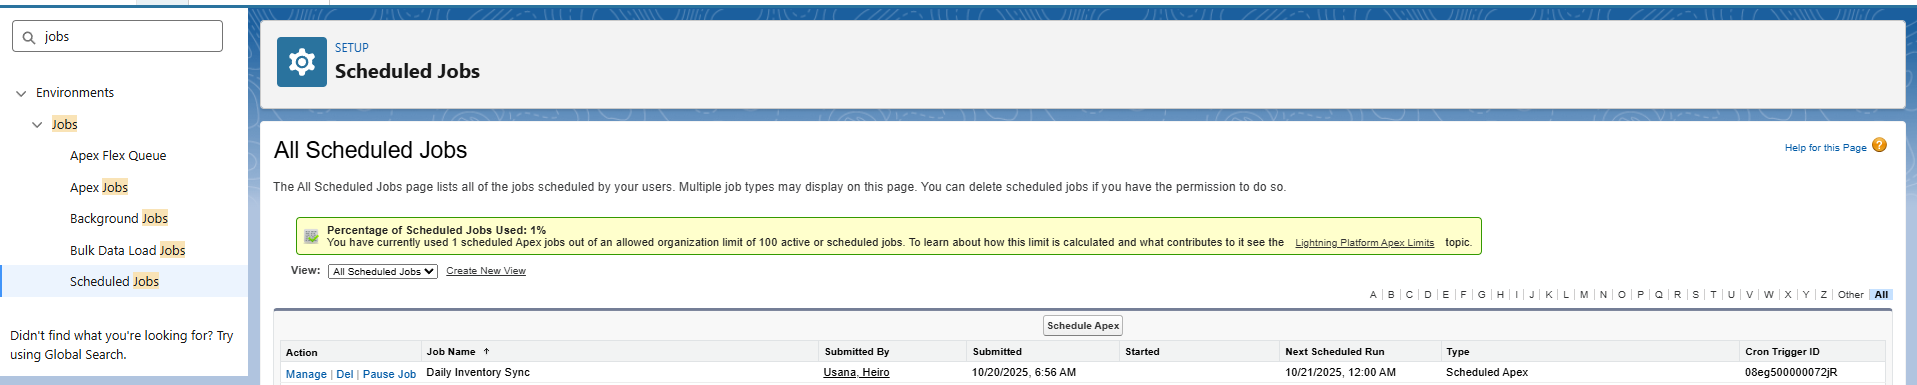 jobs
Environments
Jobs
Apex Flex Queue
Apex Jobs
Background Jobs
Bulk Data Load Jobs
Scheduled Jobs
Didn't find what you're looking for? Try
using Global Search.
SETUP
Scheduled Jobs
All Scheduled Jobs
Help for this Page ?
The All Scheduled Jobs page lists all of the jobs scheduled by your users. Multiple job types may display on this page. You can delete scheduled jobs if you have the permission to do so.
Percentage of Scheduled Jobs Used: 1%
You have currently used 1 scheduled Apex jobs out of an allowed organization limit of 100 active or scheduled jobs. To learn about how this limit is calculated and what contributes to it see the Lightning Platform Apex Limits topic.
View: All Scheduled Jobs Create New View
A | B | C | D | E | F | G | H | I | J | K | L | M | N | O | P | Q | R | S | T | U | V | W | X | Y | Z | Other All
Schedule Apex
Action Job Name ↑ Submitted By Submitted Started Next Scheduled Run Type Cron Trigger ID
Manage | Del | Pause Job Daily Inventory Sync Usana, Heiro 10/20/2025, 6:56 AM 10/21/2025, 12:00 AM Scheduled Apex 08eg500000072jR